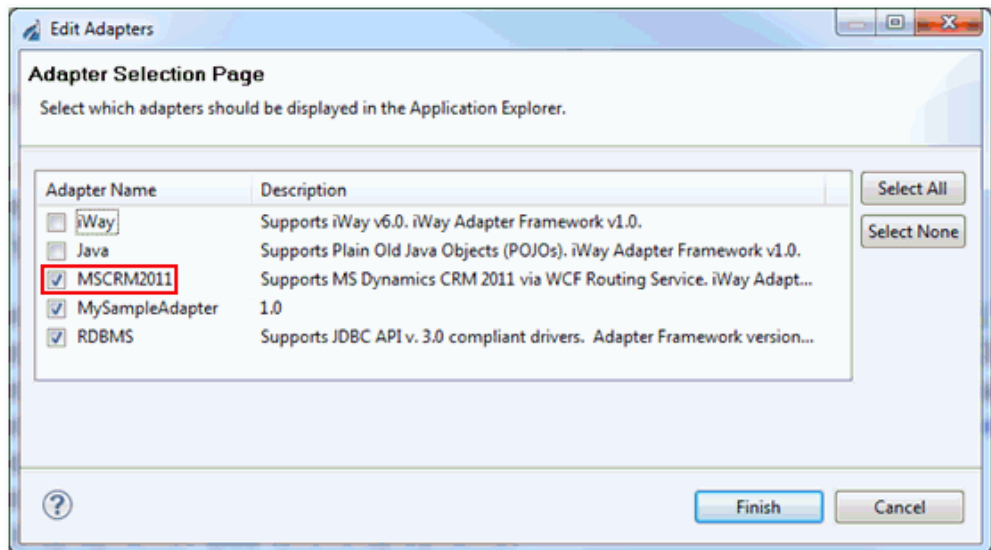 Edit Adapters
Adapter Selection Page
Select which adapters should be displayed in the Application Explorer.
Adapter Name Description
iWay Supports iWay v6.0. iWay Adapter Framework v1.0.
Java Supports Plain Old Java Objects (POJOs). iWay Adapter Framework v1.0.
MSCRM2011 Supports MS Dynamics CRM 2011 via WCF Routing Service. iWay Adapt...
MySampleAdapter 1.0
RDBMS Supports JDBC API v. 3.0 compliant drivers. Adapter Framework version...
Select All
Select None
? Finish Cancel